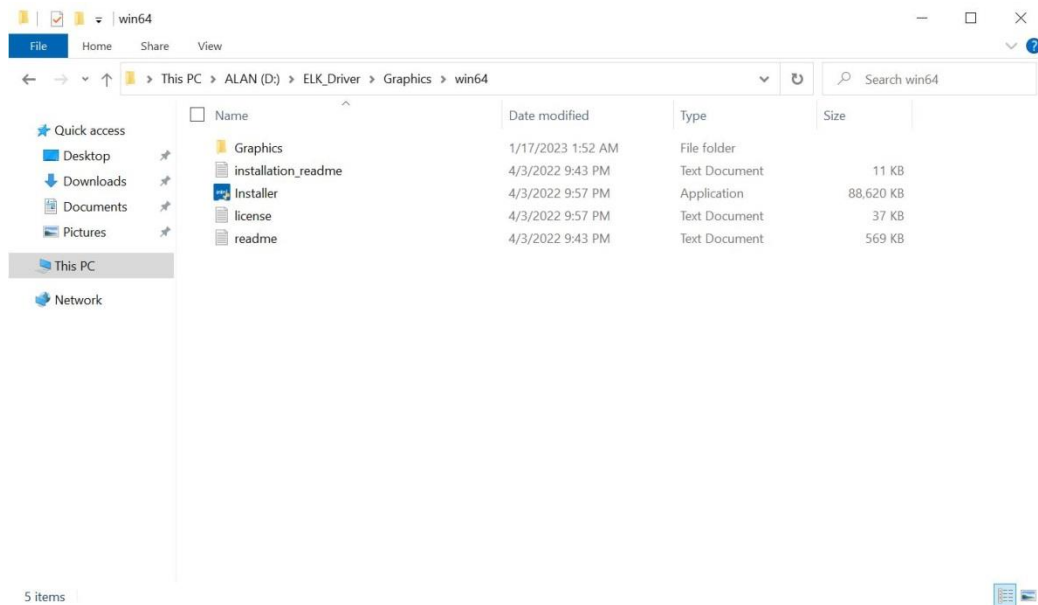 win64
File Home Share View
This PC > ALAN (D:) > ELK_Driver > Graphics > win64
Search win64
Name Date modified Type Size
Quick access
Desktop
Downloads
Documents
Pictures
This PC
Network
Graphics 1/17/2023 1:52 AM File folder
installation_readme 4/3/2022 9:43 PM Text Document 11 KB
Installer 4/3/2022 9:57 PM Application 88,620 KB
license 4/3/2022 9:57 PM Text Document 37 KB
readme 4/3/2022 9:43 PM Text Document 569 KB
5 items